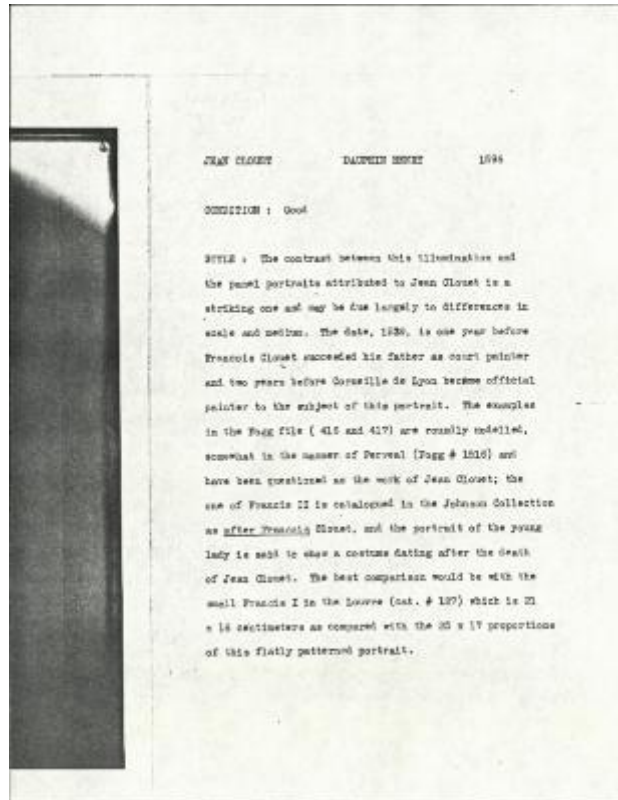 JEAN CLOUET DAUPHIN HENRY
CONDITION : Good
STYLE : The contrast between this illumination and
the panel portraits attributed to Jean Clouet is a
striking one and may be due largely to differences in
scale and medium. The date, is one year before
Francois Clouet succeeded his father as court painter
and two years before Corneille de Lyon became official
painter to the subject of this portrait. The examples
in the Fogg file ( 416 and 417) are roundly modelled,
somewhat in the manner of (Fogg # ) and
have been questioned as the work of Jean Clouet; the
one of Francis II is catalogued in the Johnson Collection
as after Francois Clouet, and the portrait of the young
lady is said to show a costume dating after the death
of Jean Clouet. The best comparison would be with the
small Francis I in the Louvre (cat. # 127) which is 21
x 16 centimeters as compared with the x 17 proportions
of this flatly patterned portrait.